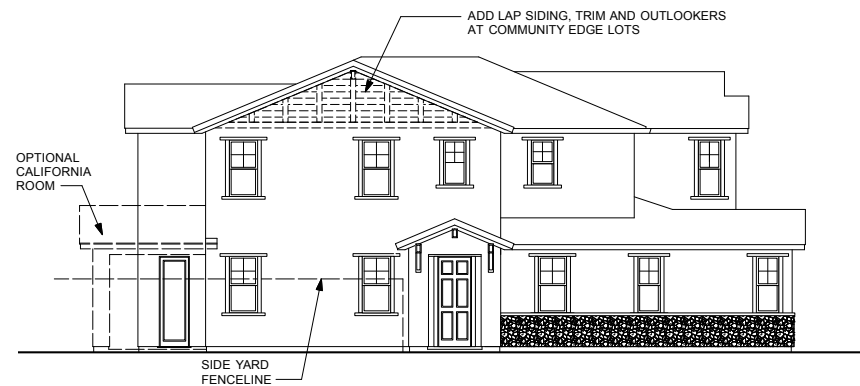 ADD LAP SIDING, TRIM AND OUTLOOKERS
AT COMMUNITY EDGE LOTS
OPTIONAL
CALIFORNIA
ROOM
SIDE YARD
FENCELINE